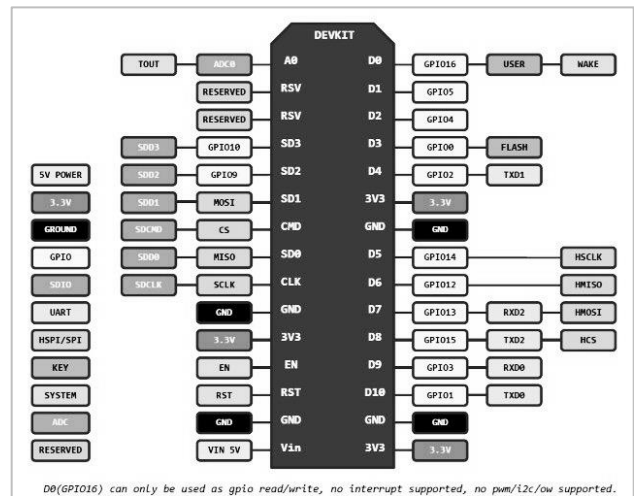 DEVKIT
TOUT ADC0 A0 D0 GPIO16 USER WAKE
RESERVED RSV D1 GPIO5
RESERVED RSV D2 GPIO4
SDD3 GPIO10 SD3 D3 GPIO0 FLASH
5V POWER SDD2 GPIO9 SD2 D4 GPIO2 TXD1
3.3V SDD1 MOSI SD1 3V3 3.3V
GROUND SDCMD CS CMD GND GND
GPIO SDD0 MISO SD0 D5 GPIO14 HSCLK
SDIO SDCLK SCLK CLK D6 GPIO12 HMISO
UART GND GND D7 GPIO13 RXD2 HMOSI
HSPI/SPI 3.3V 3V3 D8 GPIO15 TXD2 HCS
KEY EN EN D9 GPIO3 RXD0
SYSTEM RST RST D10 GPIO1 TXD0
ADC GND GND GND GND
RESERVED VIN 5V Vin 3V3 3.3V
D0(GPIO16) can only be used as gpio read/write, no interrupt supported, no pwm/i2c/ow supported.